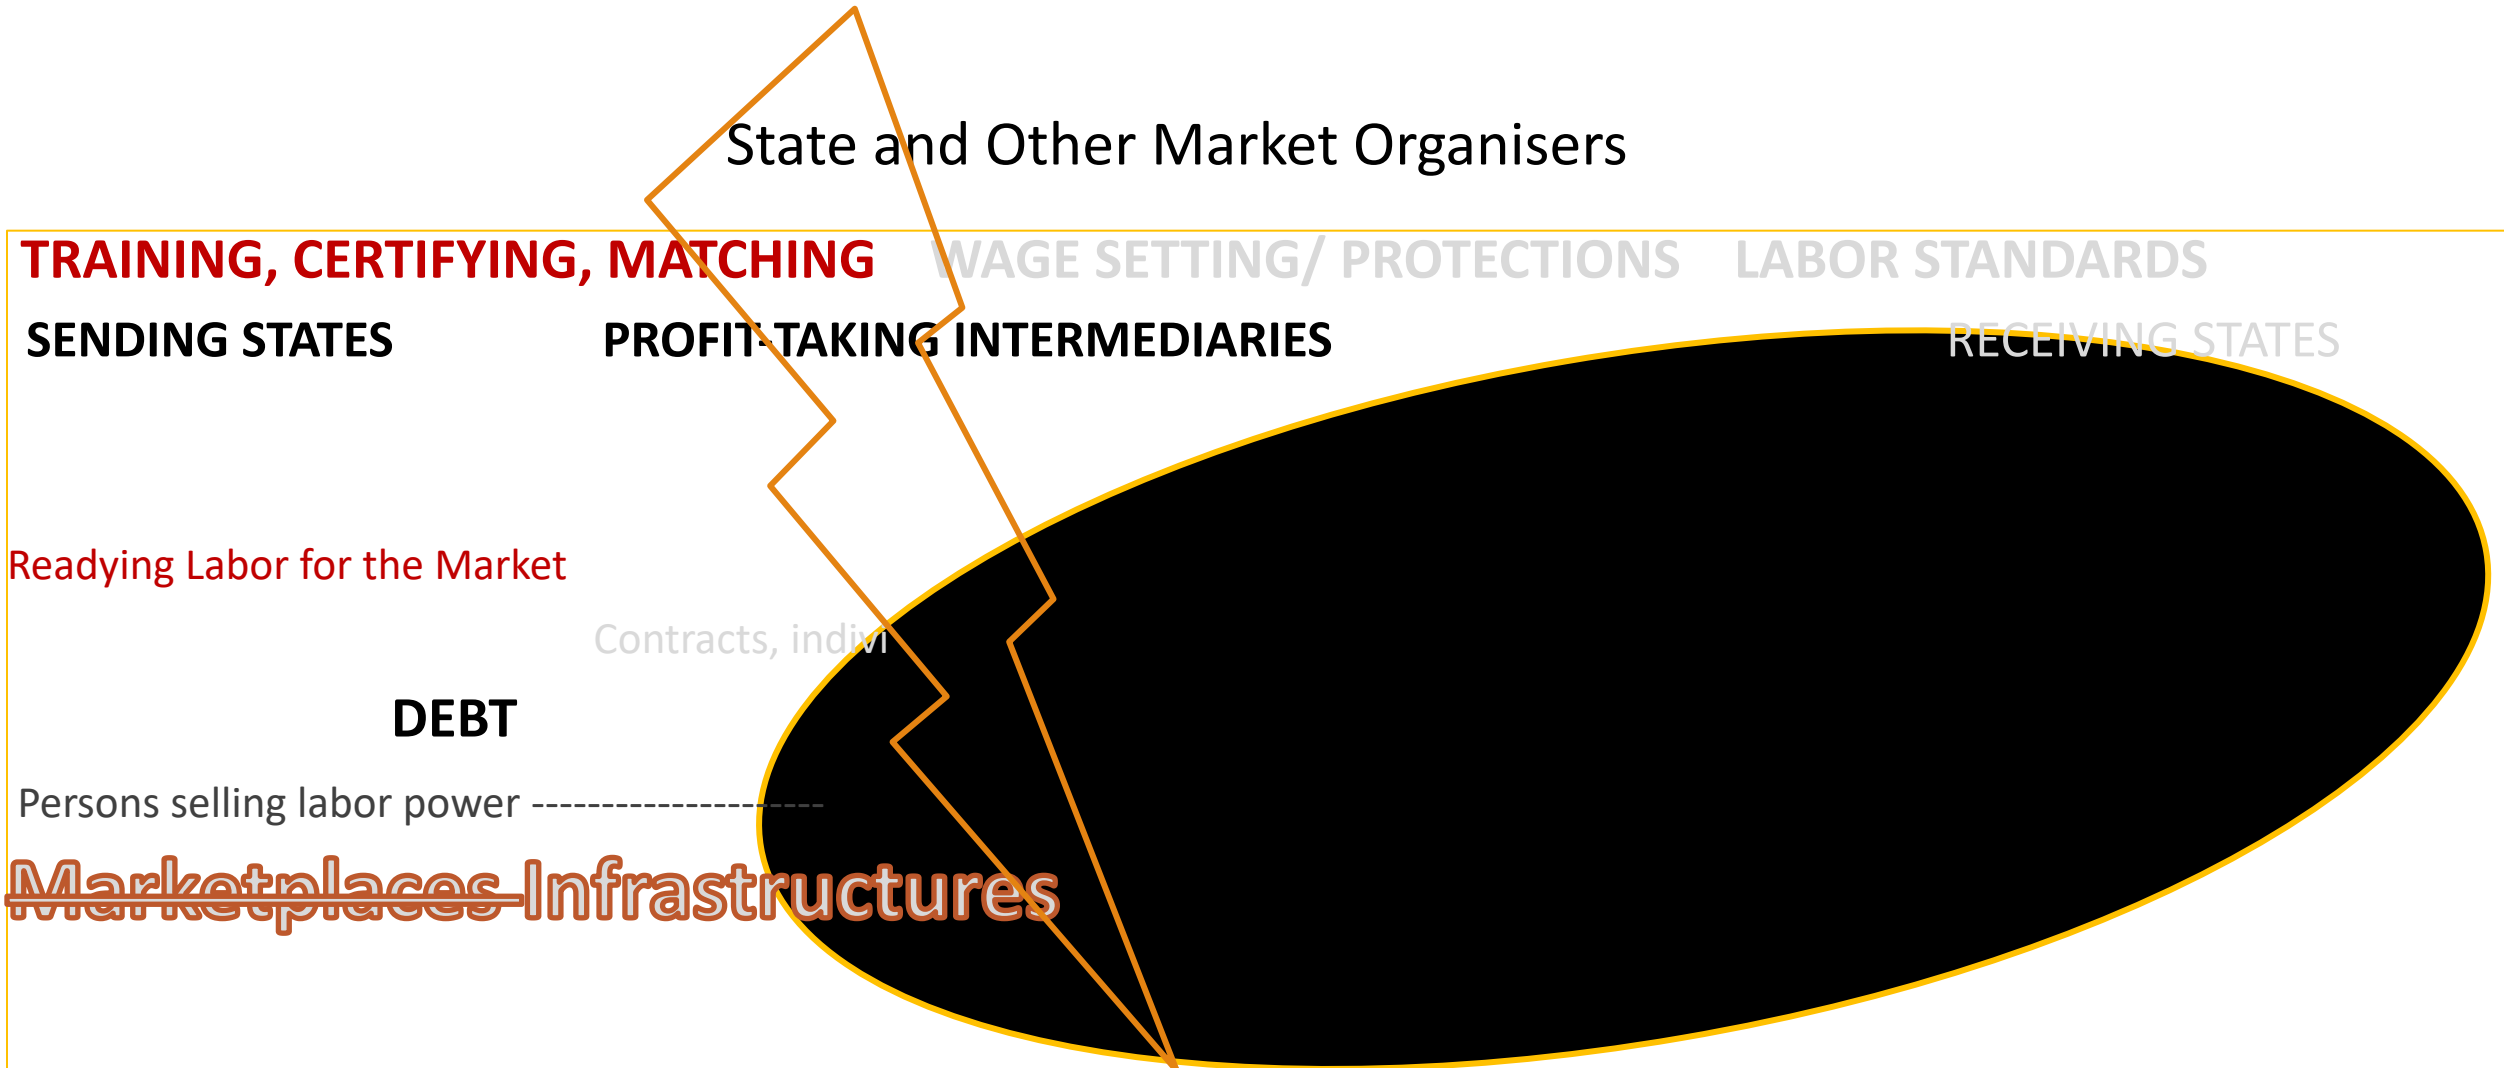 State and Other Market Organisers
TRAINING, CERTIFYING, MATCHING WAGE SETTING/ PROTECTIONS LABOR STANDARDS
SENDING STATES PROFIT-TAKING INTERMEDIARIES RECEIVING STATES
Readying Labor for the Market
Contracts, indivi
DEBT
Persons selling labor power ---------------------
Marketplaces Infrastructures